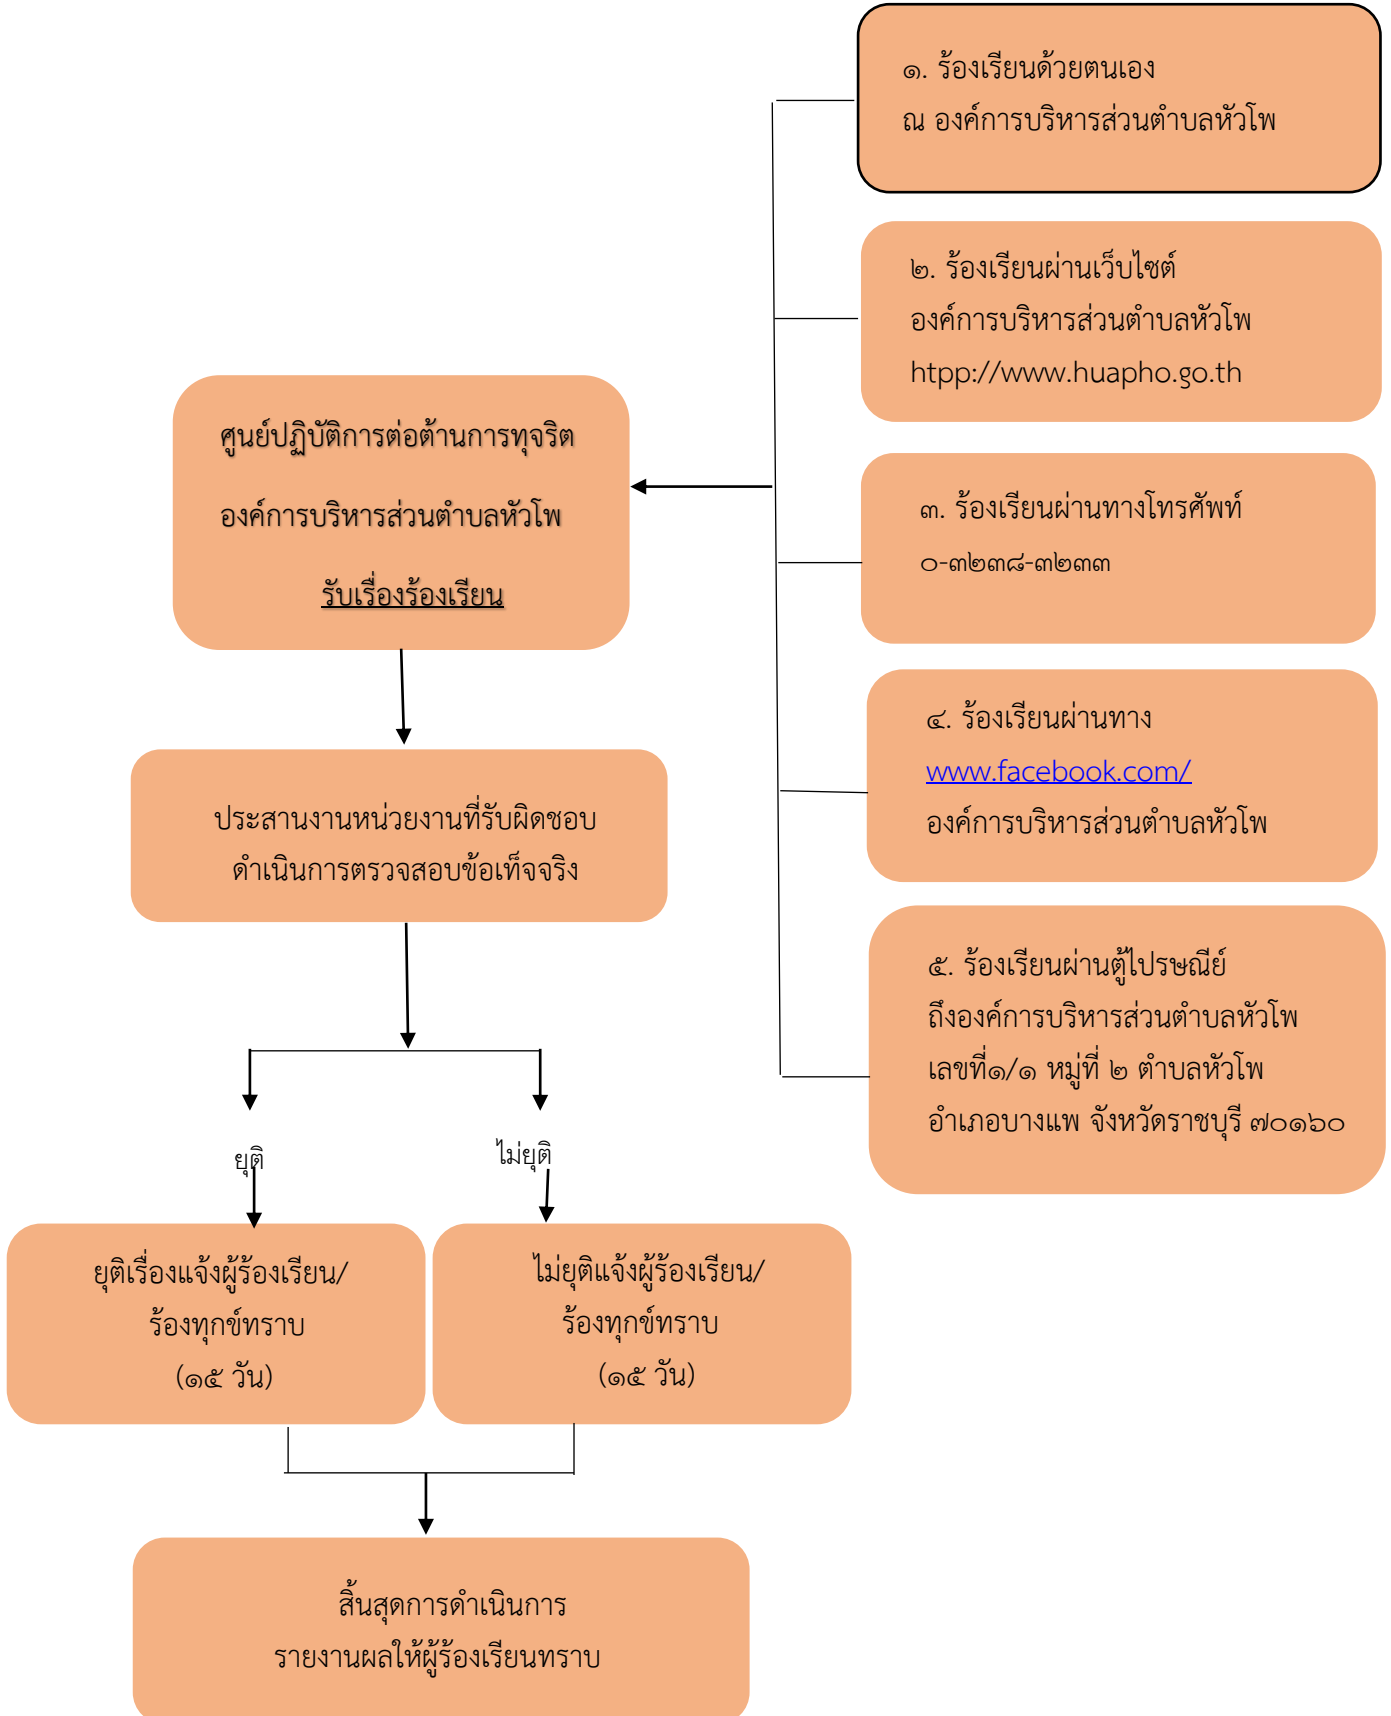 ๑. ร้องเรียนด้วยตนเอง
ณ องค์การบริหารส่วนตำบลหัวโพ
๒. ร้องเรียนผ่านเว็บไซต์
องค์การบริหารส่วนตำบลหัวโพ
htpp://www.huapho.go.th
๓. ร้องเรียนผ่านทางโทรศัพท์
๐-๓๒๓๘-๓๒๓๓
๔. ร้องเรียนผ่านทาง
www.facebook.com/
องค์การบริหารส่วนตำบลหัวโพ
๕. ร้องเรียนผ่านตู้ไปรษณีย์
ถึงองค์การบริหารส่วนตำบลหัวโพ
เลขที่๑/๑ หมู่ที่ ๒ ตำบลหัวโพ
อำเภอบางแพ จังหวัดราชบุรี ๗๐๑๖๐
ศูนย์ปฏิบัติการต่อต้านการทุจริต
องค์การบริหารส่วนตำบลหัวโพ
รับเรื่องร้องเรียน
ประสานงานหน่วยงานที่รับผิดชอบ
ดำเนินการตรวจสอบข้อเท็จจริง
ยุติ
ไม่ยุติ
ยุติเรื่องแจ้งผู้ร้องเรียน/
ร้องทุกข์ทราบ
(๑๕ วัน)
ไม่ยุติแจ้งผู้ร้องเรียน/
ร้องทุกข์ทราบ
(๑๕ วัน)
สิ้นสุดการดำเนินการ
รายงานผลให้ผู้ร้องเรียนทราบ